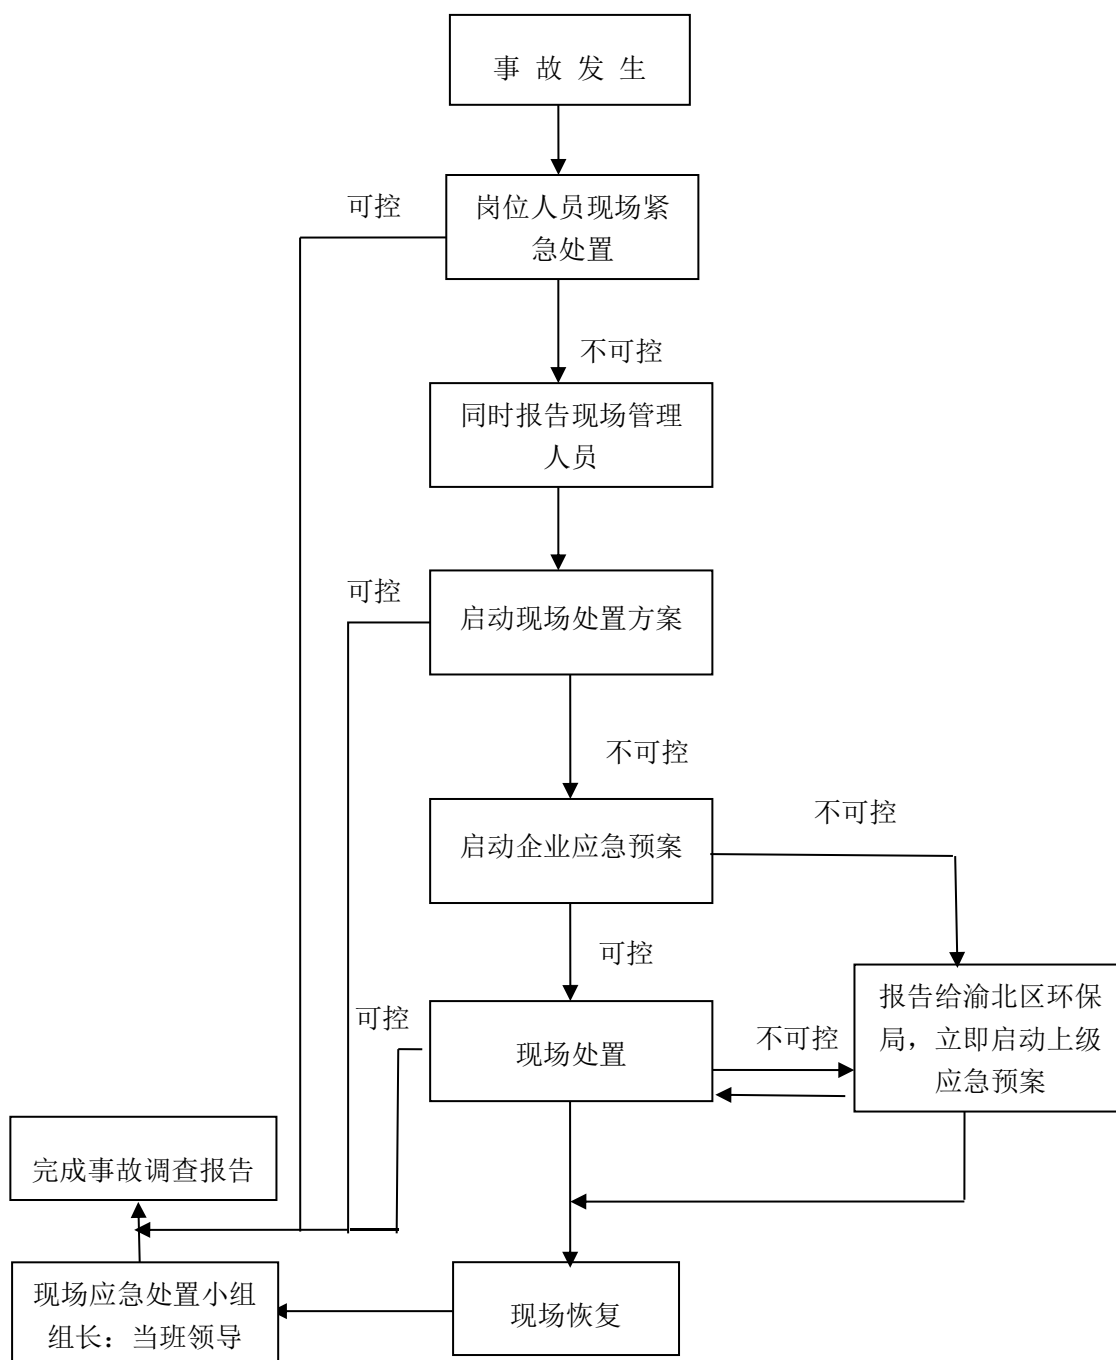 事 故 发 生
可控
岗位人员现场紧
急处置
不可控
同时报告现场管理
人员
可控
启动现场处置方案
不可控
启动企业应急预案
不可控
可控
报告给渝北区环保
局，立即启动上级
应急预案
可控
现场处置
不可控
完成事故调查报告
现场应急处置小组
组长：当班领导
现场恢复